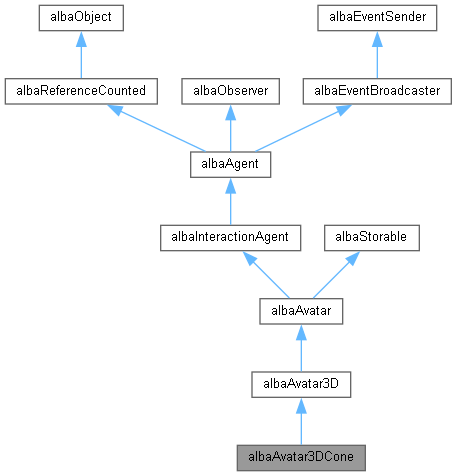 albaObject
albaEventSender
albaReferenceCounted
albaObserver
albaEventBroadcaster
albaAgent
albaInteractionAgent
albaStorable
albaAvatar
albaAvatar3D
albaAvatar3DCone